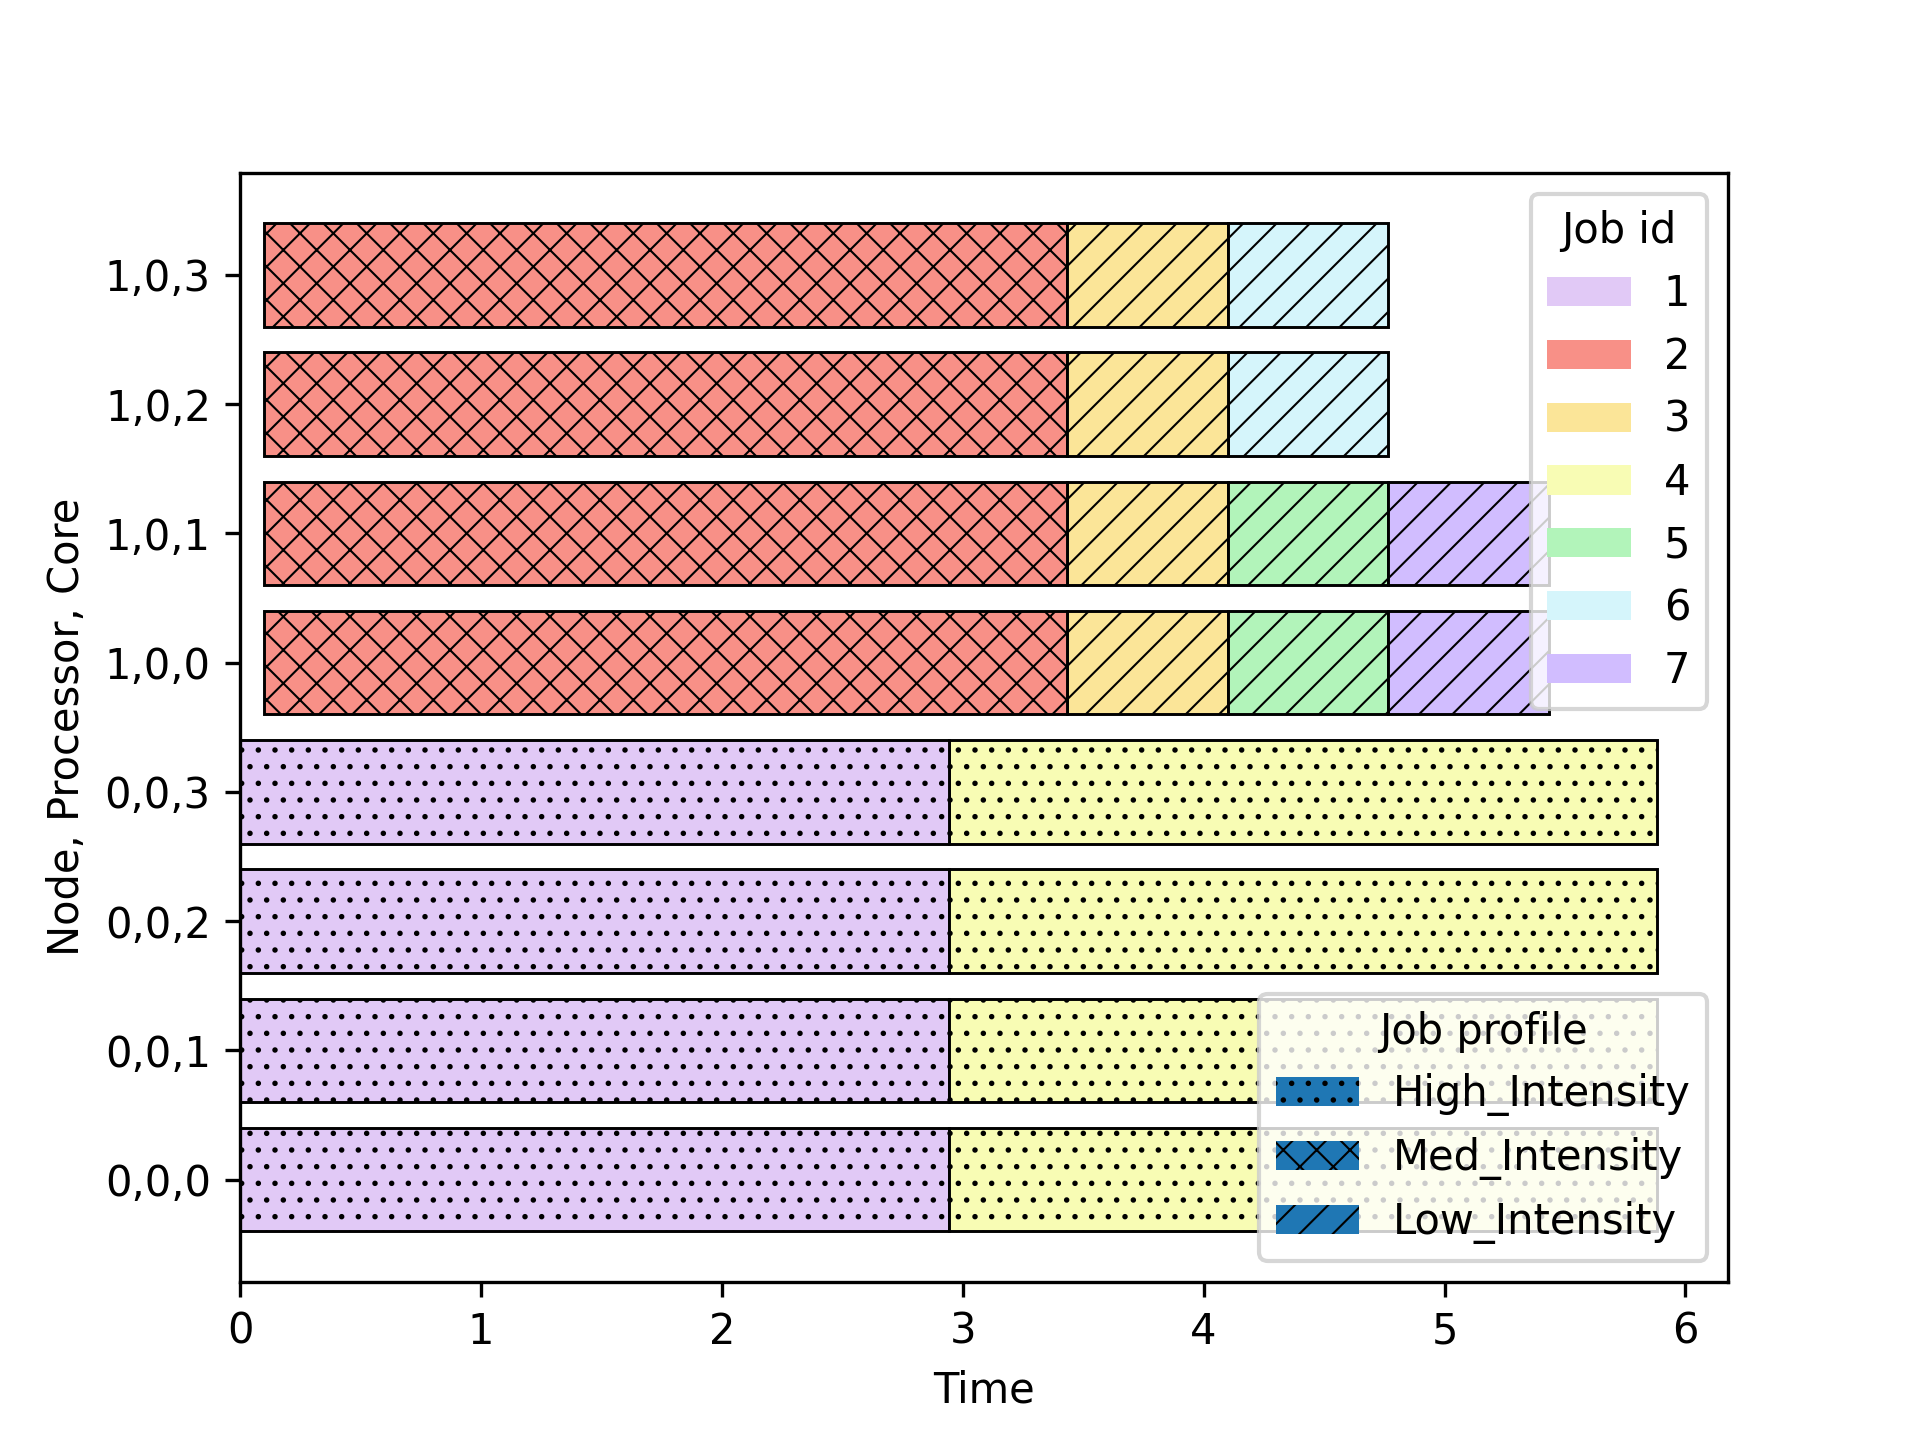 Node, Processor, Core
1,0,3
1,0,2
1,0,1
1,0,0
0,0,3
0,0,2
0,0,1
0,0,0
Job id
1
2
3
4
5
6
7
Job profile
High_Intensity
Med_Intensity
Low_Intensity
0 1 2 3 4 5 6
Time